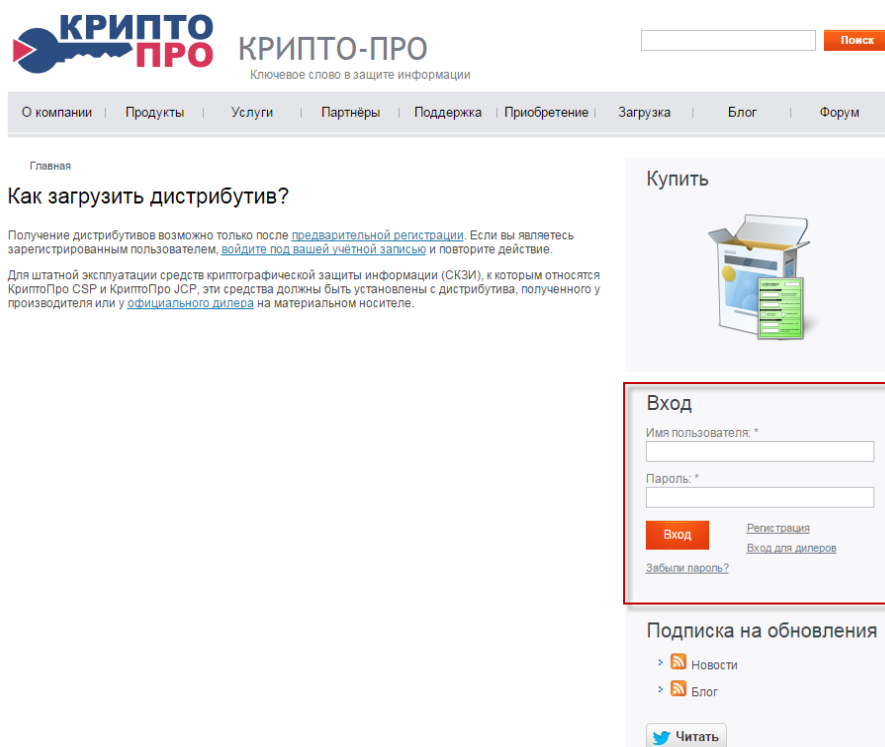 КРИПТО
ПРО
КРИПТО-ПРО
Ключевое слово в защите информации
Поиск
О компании | Продукты | Услуги | Партнёры | Поддержка | Приобретение | Загрузка | Блог | Форум
Главная
Как загрузить дистрибутив?
Получение дистрибутивов возможно только после предварительной регистрации. Если вы являетесь
зарегистрированным пользователем, войдите под вашей учётной записью и повторите действие.
Для штатной эксплуатации средств криптографической защиты информации (СКЗИ), к которым относятся
КриптоПро CSP и КриптоПро JCP, эти средства должны быть установлены с дистрибутива, полученного у
производителя или у официального дилера на материальном носителе.
Купить
Вход
Имя пользователя: *
Пароль: *
Вход
Регистрация
Вход для дилеров
Забыли пароль?
Подписка на обновления
Новости
Блог
Читать